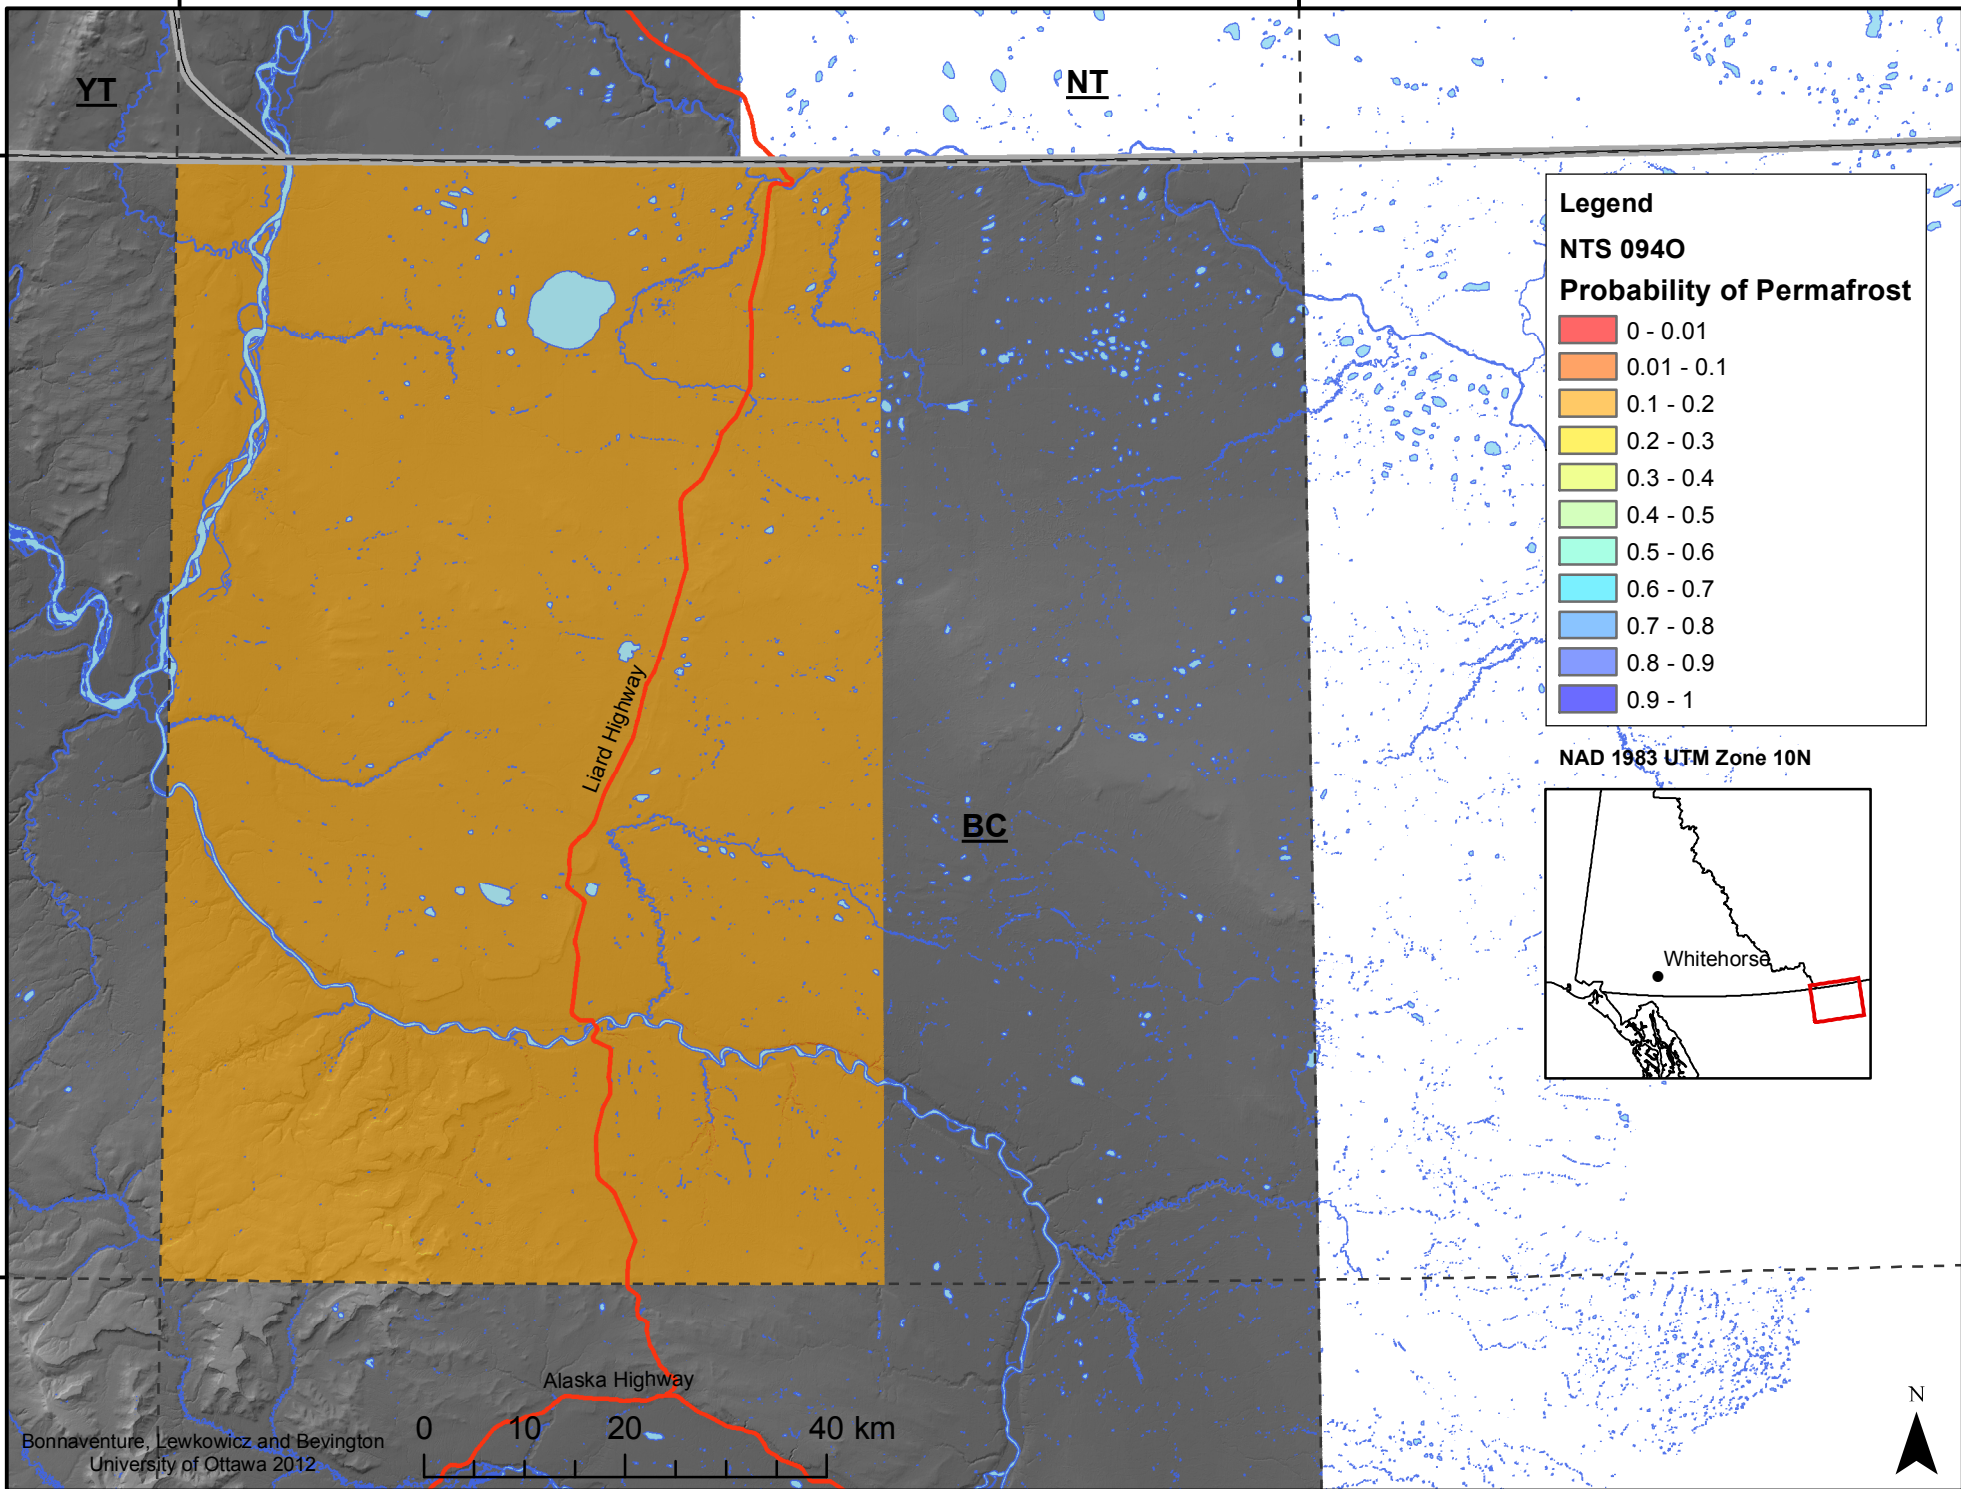 YT
NT
Legend
NTS 094O
Probability of Permafrost
0 - 0.01
0.01 - 0.1
0.1 - 0.2
0.2 - 0.3
0.3 - 0.4
0.4 - 0.5
0.5 - 0.6
0.6 - 0.7
0.7 - 0.8
0.8 - 0.9
0.9 - 1
NAD 1983 UTM Zone 10N
Liard Highway
BC
Whitehorse
Alaska Highway
0 10 20 40 km
Bonnaventure, Lewkowicz and Bevington
University of Ottawa 2012
N